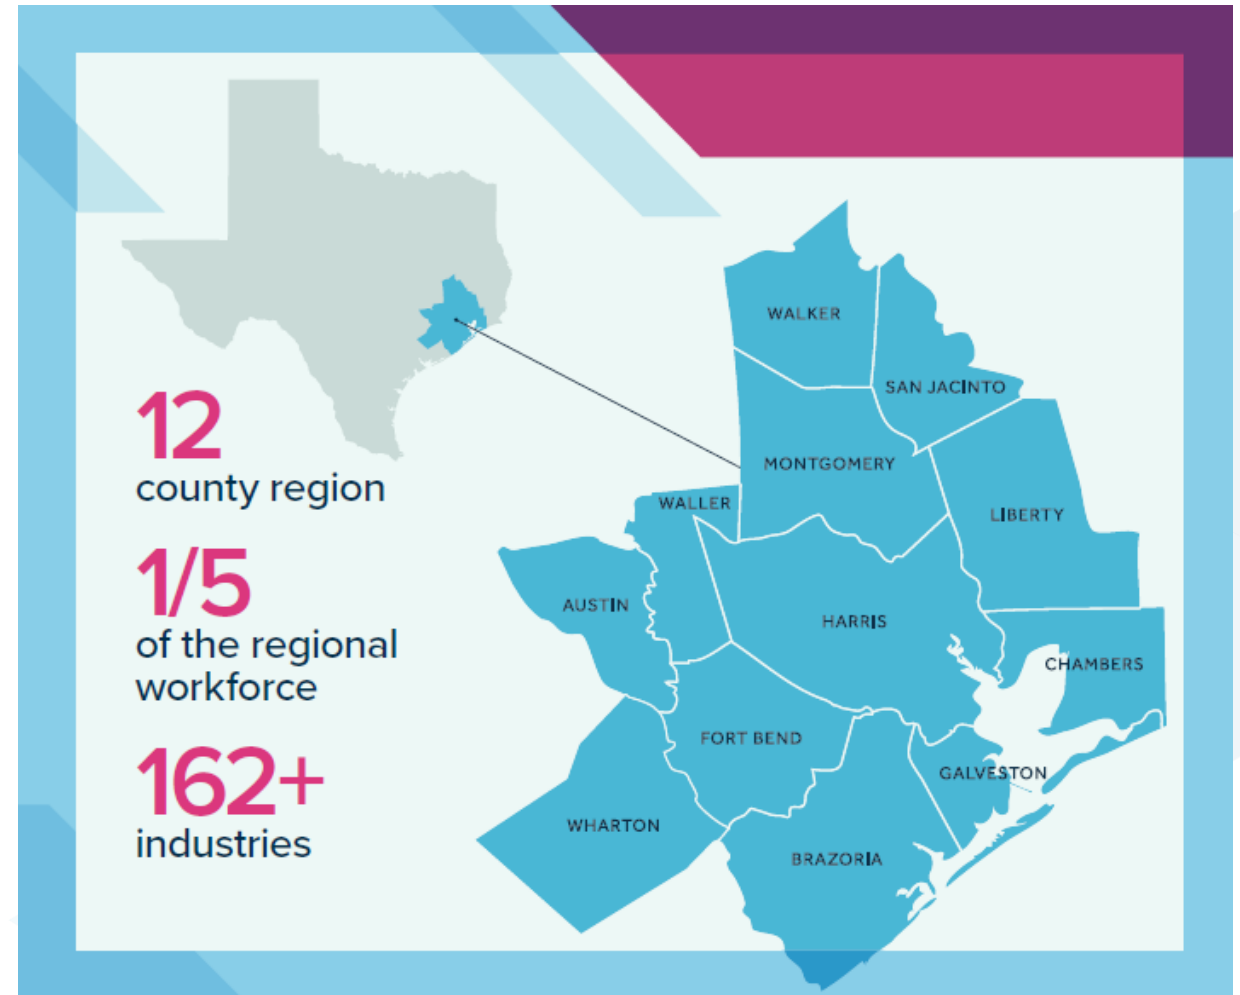 12
county region
1/5
of the regional
workforce
162+
industries
WALKER
SAN JACINTO
MONTGOMERY
WALLER
LIBERTY
AUSTIN
HARRIS
CHAMBERS
FORT BEND
GALVESTON
WHARTON
BRAZORIA